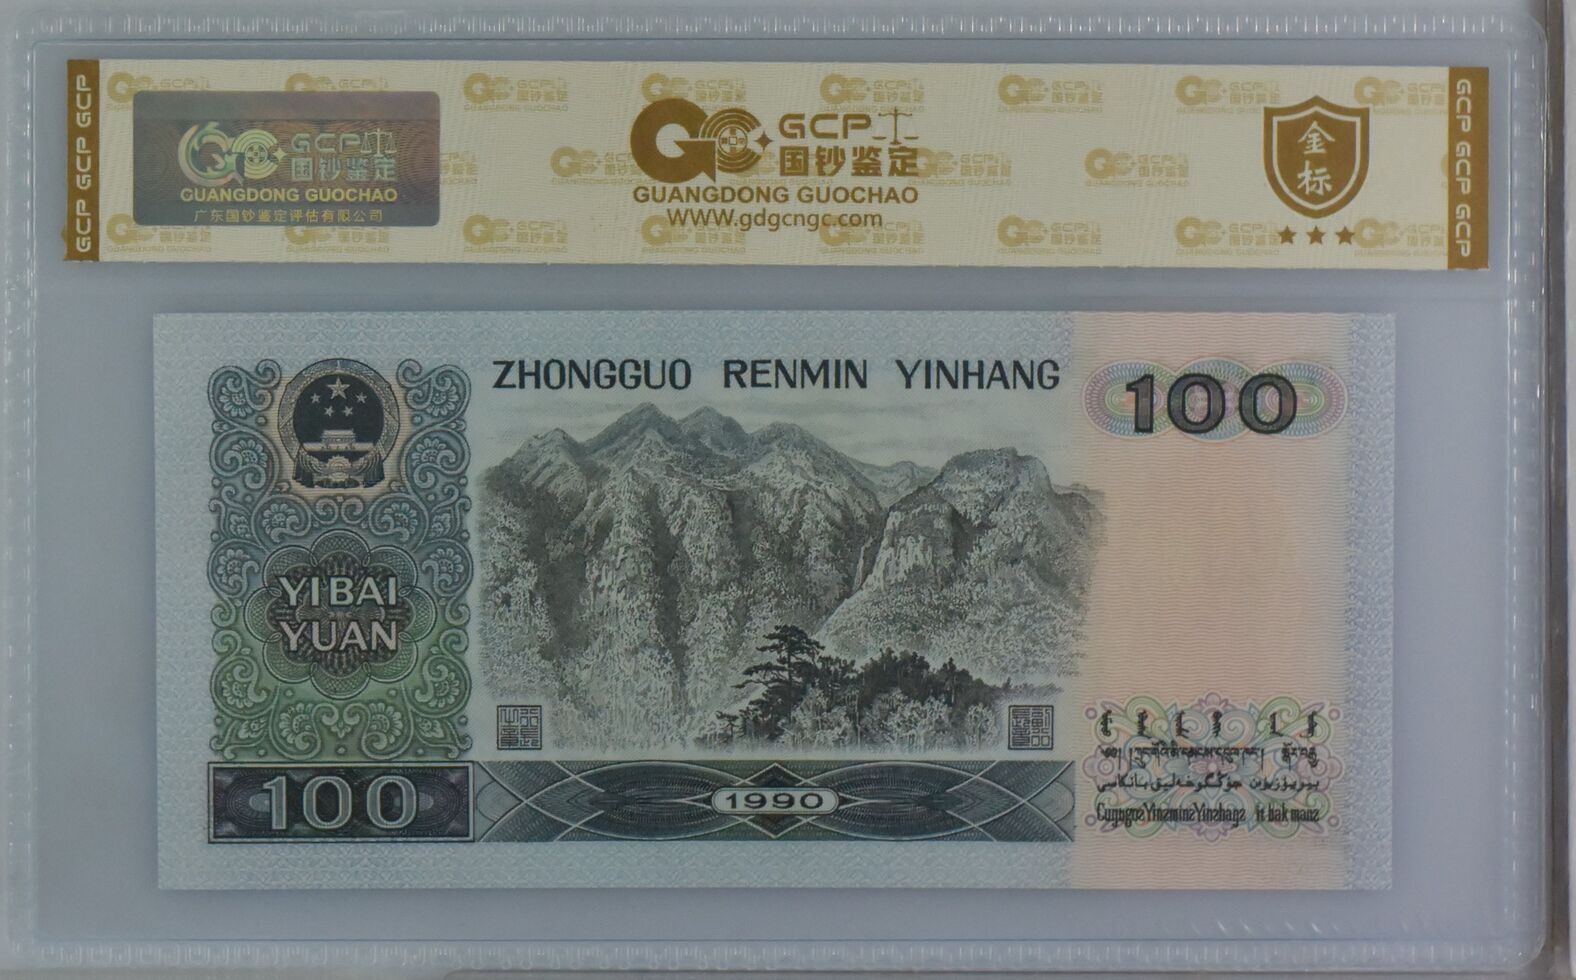 GCP GCP GCP
GCP
国钞鉴定
GUANGDONG GUOCHAO
广东国钞鉴定评估有限公司
GCP
国钞鉴定
GUANGDONG GUOCHAO
WWW.gdgcngc.com
金
标
GCP GCP GCP
ZHONGGUO RENMIN YINHANG
100
YI BAI
YUAN
100
1990